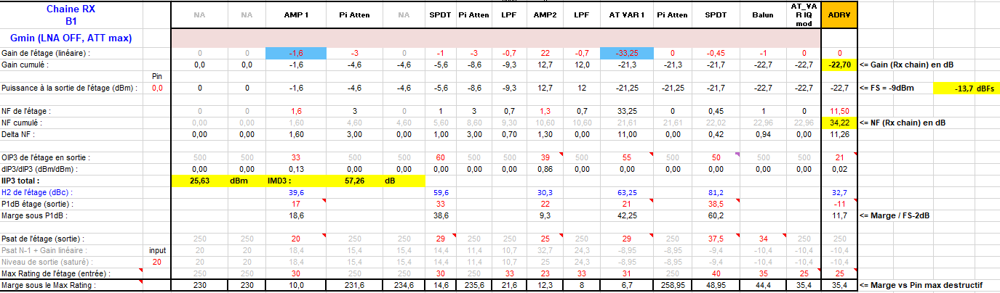 Chaine RX
B1
NA NA AMP 1 Pi Atten NA SPDT Pi Atten LPF AMP2 LPF AT VAR 1 Pi Atten SPDT Balun AT_VAR IQ mod ADRV
Gmin (LNA OFF, ATT max)
Gain de l'étage (linéaire) : 0 0 -1,6 -3 0 -1 -3 -0,7 22 -0,7 -33,25 0 -0,45 -1 0 0
Gain cumulé : 0,0 0,0 -1,6 -4,6 -4,6 -5,6 -8,6 -9,3 12,7 12,0 -21,3 -21,3 -21,7 -22,7 -22,7 -22,70 <= Gain (Rx chain) en dB
Pin
Puissance à la sortie de l'étage (dBm) : 0,0 0 0 -1,6 -4,6 -4,6 -5,6 -8,6 -9,3 12,7 12 -21,25 -21,25 -21,7 -22,7 -22,7 -22,7 <= FS = -9dBm -13,7 dBFs
NF de l'étage : 0 0 1,6 3 0 1 3 0,7 1,3 0,7 33,25 0 0,45 1 0 11,50
NF cumulé : 0,00 0,00 1,60 4,60 4,60 5,60 8,60 9,30 10,60 10,60 21,61 21,61 22,02 22,96 22,96 34,22 <= NF (Rx chain) en dB
Delta NF : 0,00 0,00 1,60 3,00 0,00 1,00 3,00 0,70 1,30 0,00 11,00 0,00 0,42 0,94 0,00 11,26
OIP3 de l'étage en sortie : 500 500 33 500 500 60 500 500 39 500 55 500 50 500 500 21
dIP3/dIP3 (dBm/dBm) : 0,00 0,00 0,13 0,00 0,00 0,00 0,00 0,00 0,86 0,00 0,00 0,00 0,00 0,00 0,00 0,02
IIP3 total : 25,63 dBm IMD3 : 57,26 dB
H2 de l'étage (dBc) : 39,6 59,6 30,3 63,25 81,2 32,7
P1dB étage (sortie) : 17 33 22 21 38,5 -11
Marge sous P1dB : 18,6 38,6 9,3 42,25 60,2 11,7 <= Marge / FS-2dB
Psat de l'étage (sortie) : 250 250 20 250 250 29 250 250 25 250 29 250 37,5 34 250 250
Psat N-1 + Gain linéaire : input 20 20 18,4 15,4 15,4 14,4 11,4 10,7 32,7 24,3 -8,95 -8,95 -9,4 -10,4 -10,4 -10,4
Niveau de sortie (saturé) : 20 20 20 18,4 15,4 15,4 14,4 11,4 10,7 25 24,3 -8,95 -8,95 -9,4 -10,4 -10,4 -10,4
Max Rating de l'étage (entrée) : 250 250 30 250 250 30 250 33 23 33 31 250 40 35 25 25
Marge sous le Max Rating : 230 230 10,0 231,6 234,6 14,6 235,6 21,6 12,3 8 6,7 258,95 48,95 44,4 35,4 35,4 <= Marge vs Pin max destructif